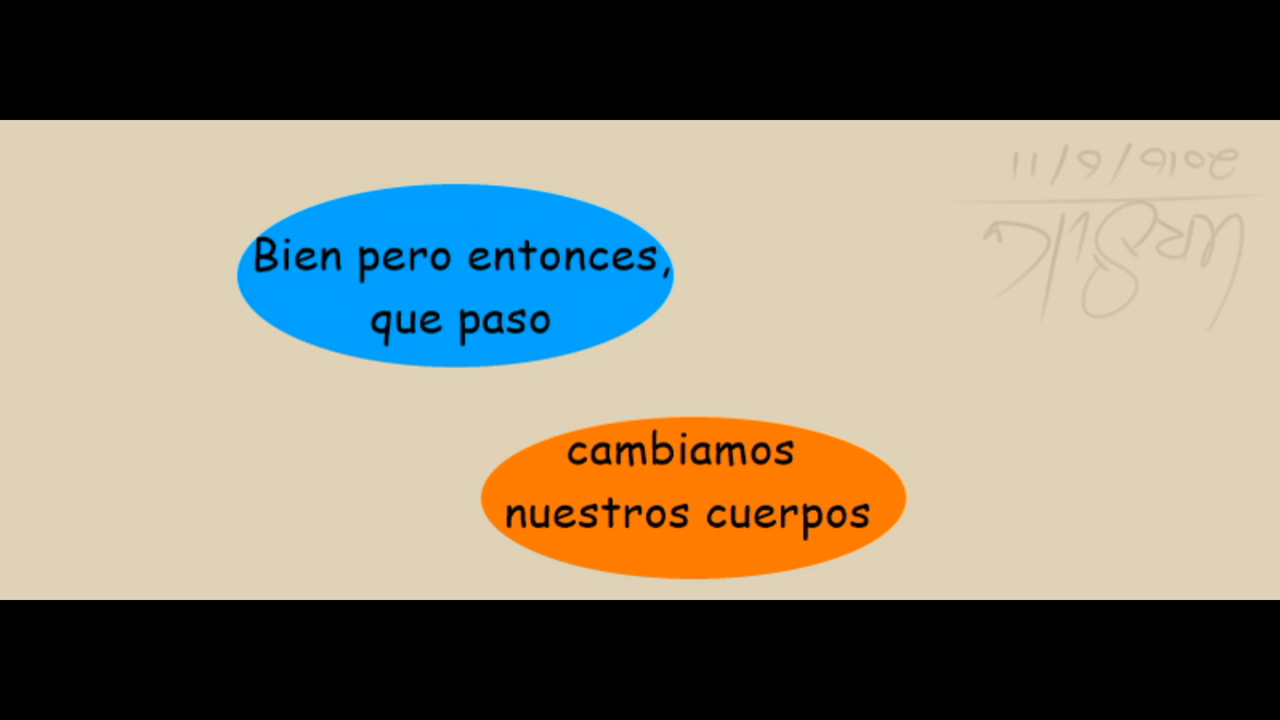 Bien pero entonces,
que paso
cambiamos
nuestros cuerpos